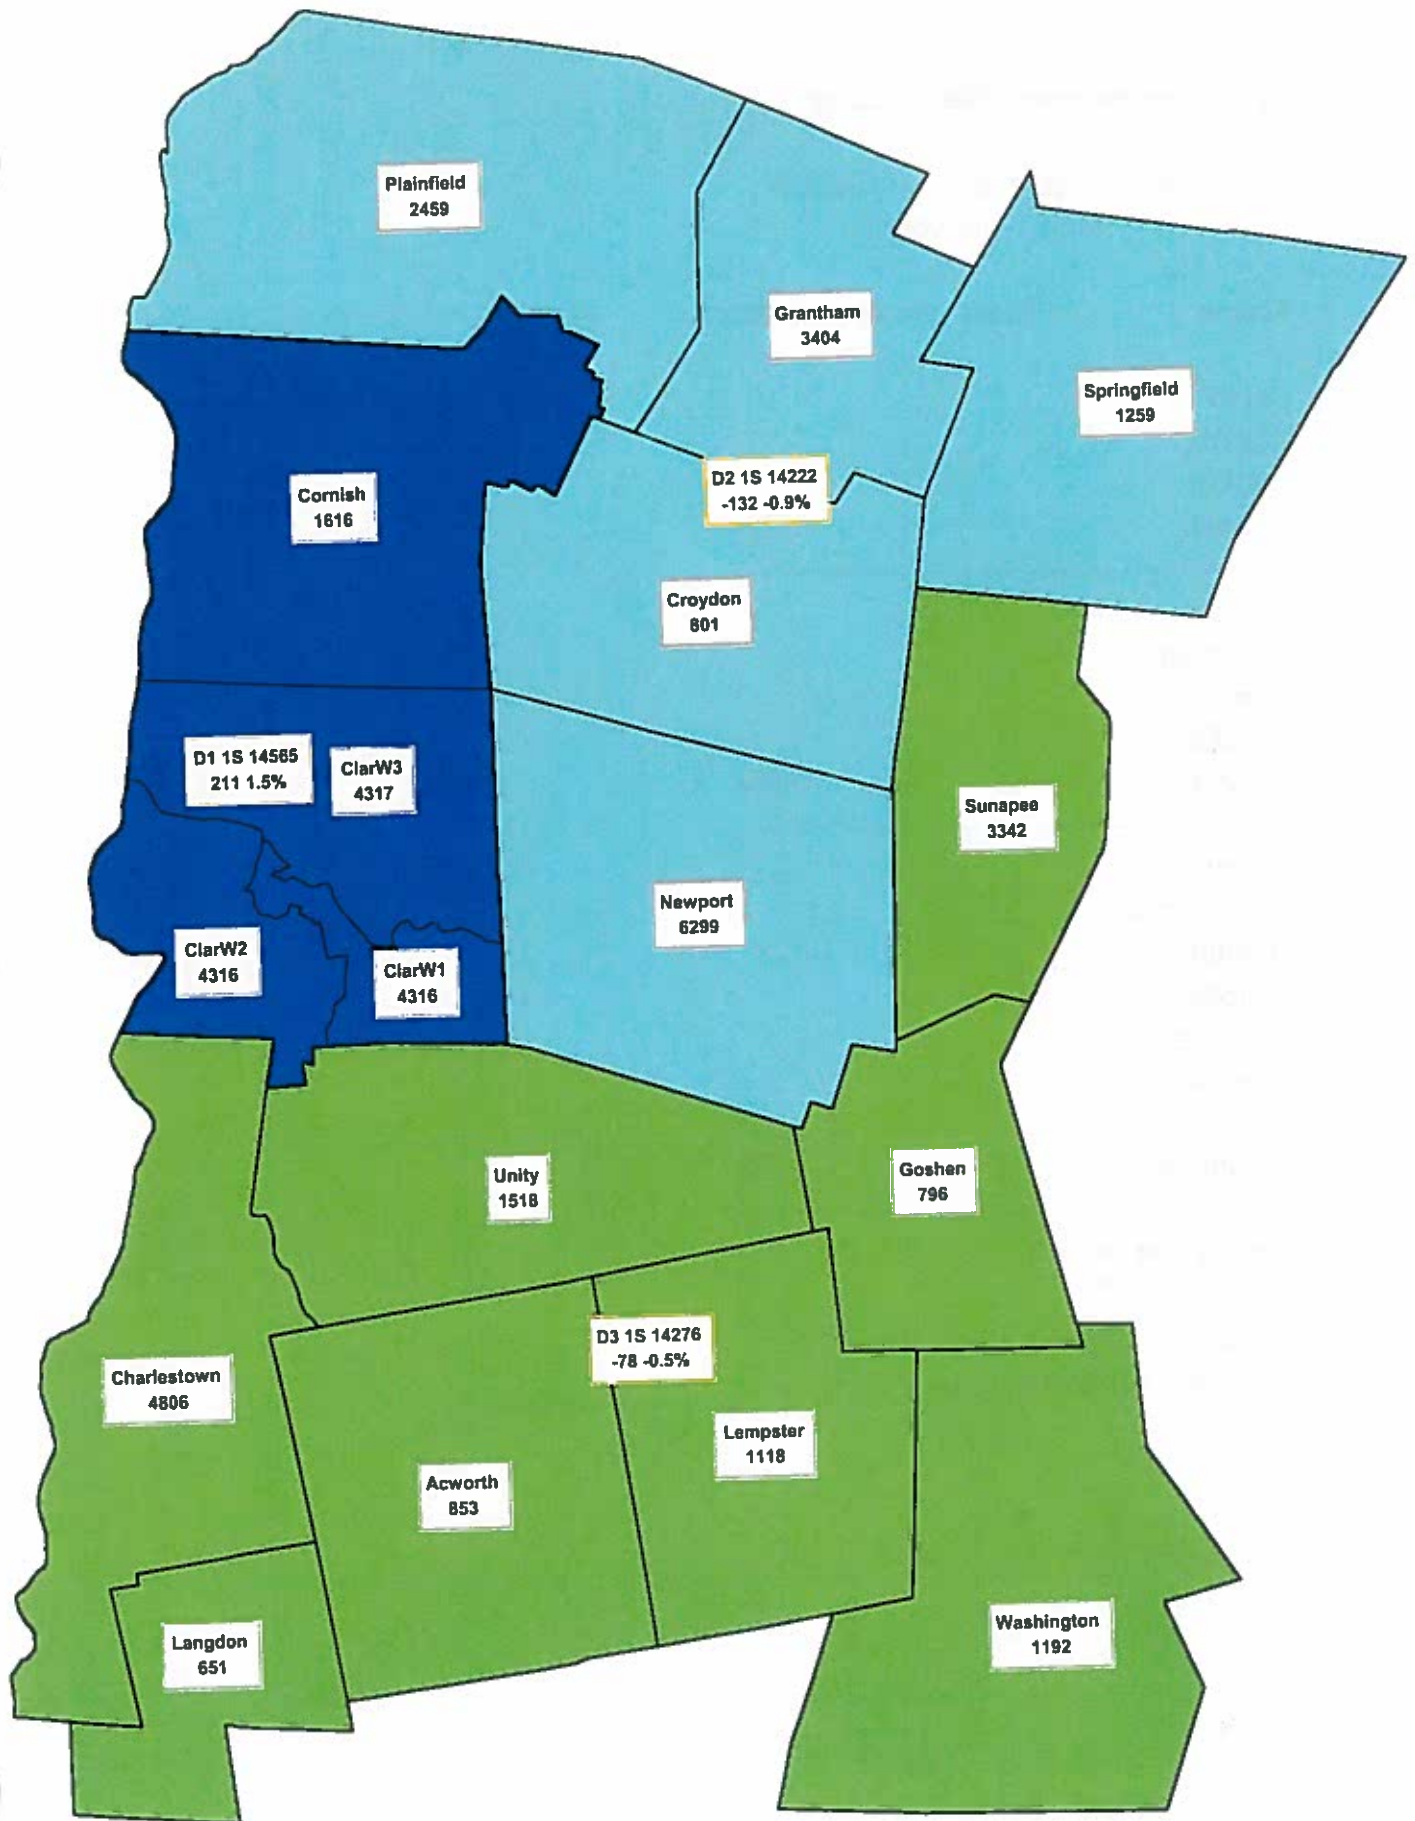 Plainfield
2459
Grantham
3404
Springfield
1259
D2 1S 14222
-132 -0.9%
Cornish
1616
Croydon
801
D1 1S 14565
211 1.5%
ClarW3
4317
Sunapee
3342
Newport
6299
ClarW2
4316
ClarW1
4316
Unity
1518
Goshen
796
D3 1S 14276
-78 -0.5%
Charlestown
4806
Lempster
1118
Acworth
853
Washington
1192
Langdon
651